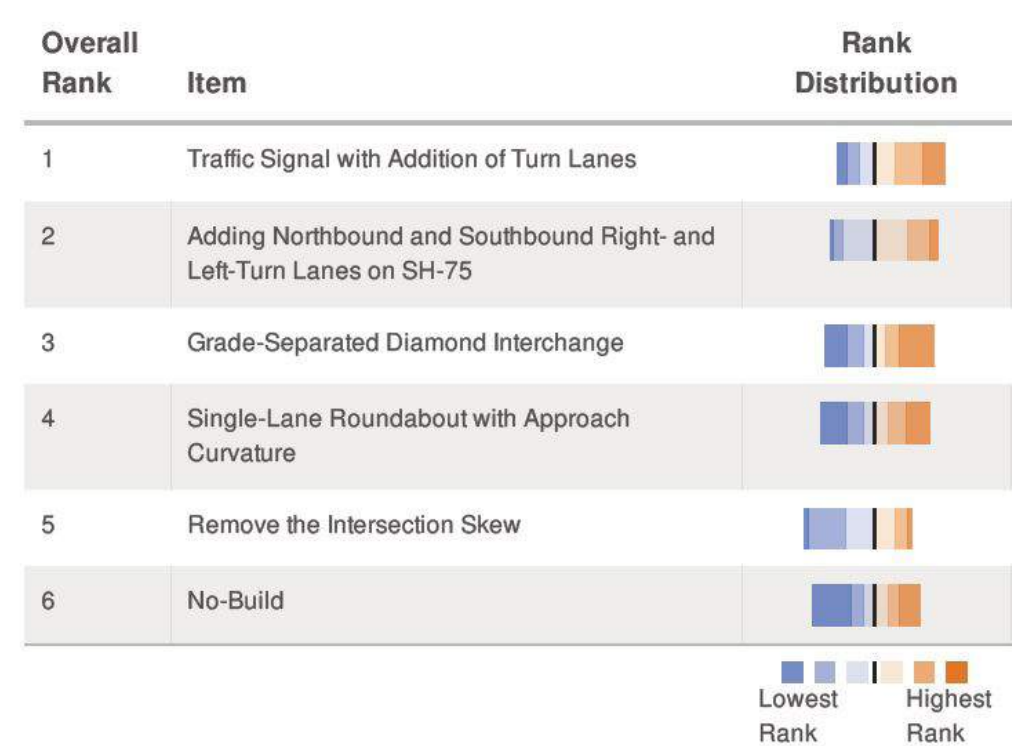 Overall Rank
Item
Rank Distribution
1
Traffic Signal with Addition of Turn Lanes
2
Adding Northbound and Southbound Right- and
Left-Turn Lanes on SH-75
3
Grade-Separated Diamond Interchange
4
Single-Lane Roundabout with Approach
Curvature
5
Remove the Intersection Skew
6
No-Build
Lowest
Rank
Highest
Rank